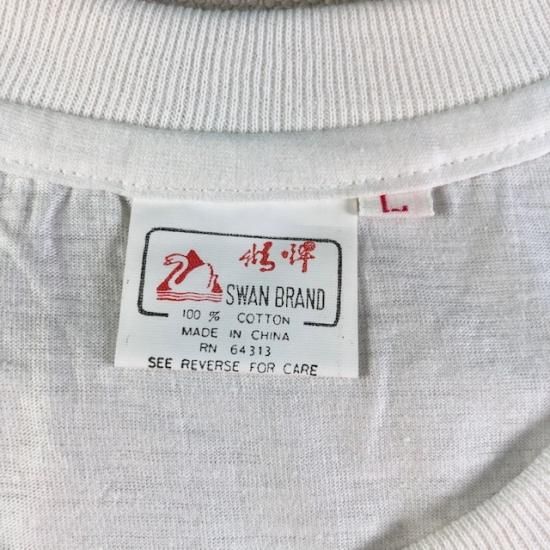 SWAN BRAND
100 % COTTON
MADE IN CHINA
RN 64313
SEE REVERSE FOR CARE
L